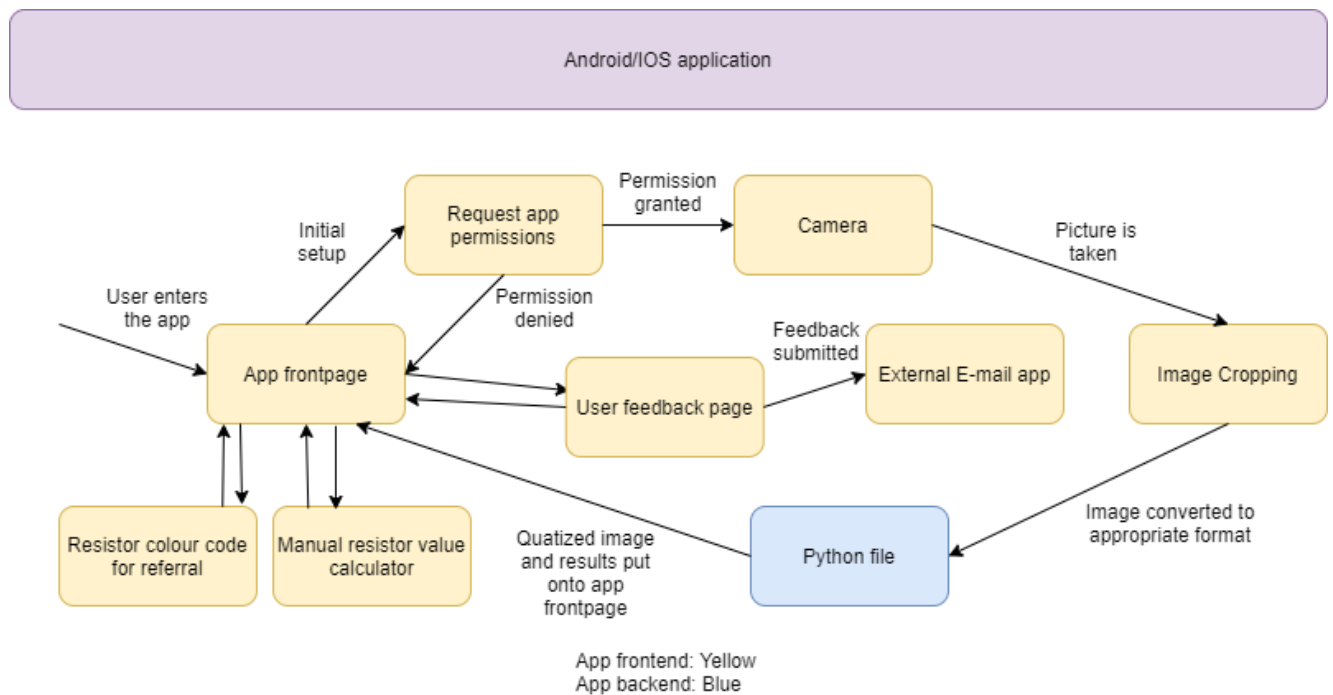 Android/IOS application
Permission
granted
Request app
permissions
Camera
Initial
setup
Picture is
taken
User enters
the app
Permission
denied
Feedback
submitted
App frontpage
User feedback page
External E-mail app
Image Cropping
Resistor colour code
for referral
Manual resistor value
calculator
Quatized image
and results put
onto app
frontpage
Python file
Image converted to
appropriate format
App frontend: Yellow
App backend: Blue